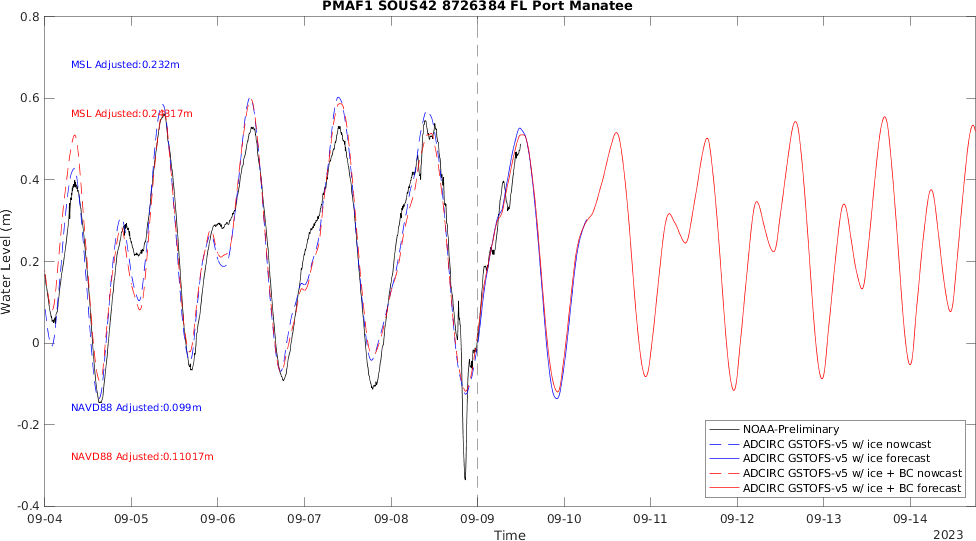 PMAF1 SOUS42 8726384 FL Port Manatee
0.8
0.6
0.4
0.2
0
-0.2
-0.4
Water Level (m)
MSL Adjusted:0.232m
MSL Adjusted:0.24817m
NAVD88 Adjusted:0.099m
NAVD88 Adjusted:0.11017m
NOAA-Preliminary
ADCIRC GSTOFS-v5 w/ ice nowcast
ADCIRC GSTOFS-v5 w/ ice forecast
ADCIRC GSTOFS-v5 w/ ice + BC nowcast
ADCIRC GSTOFS-v5 w/ ice + BC forecast
09-04 09-05 09-06 09-07 09-08 09-09 09-10 09-11 09-12 09-13 09-14
Time
2023